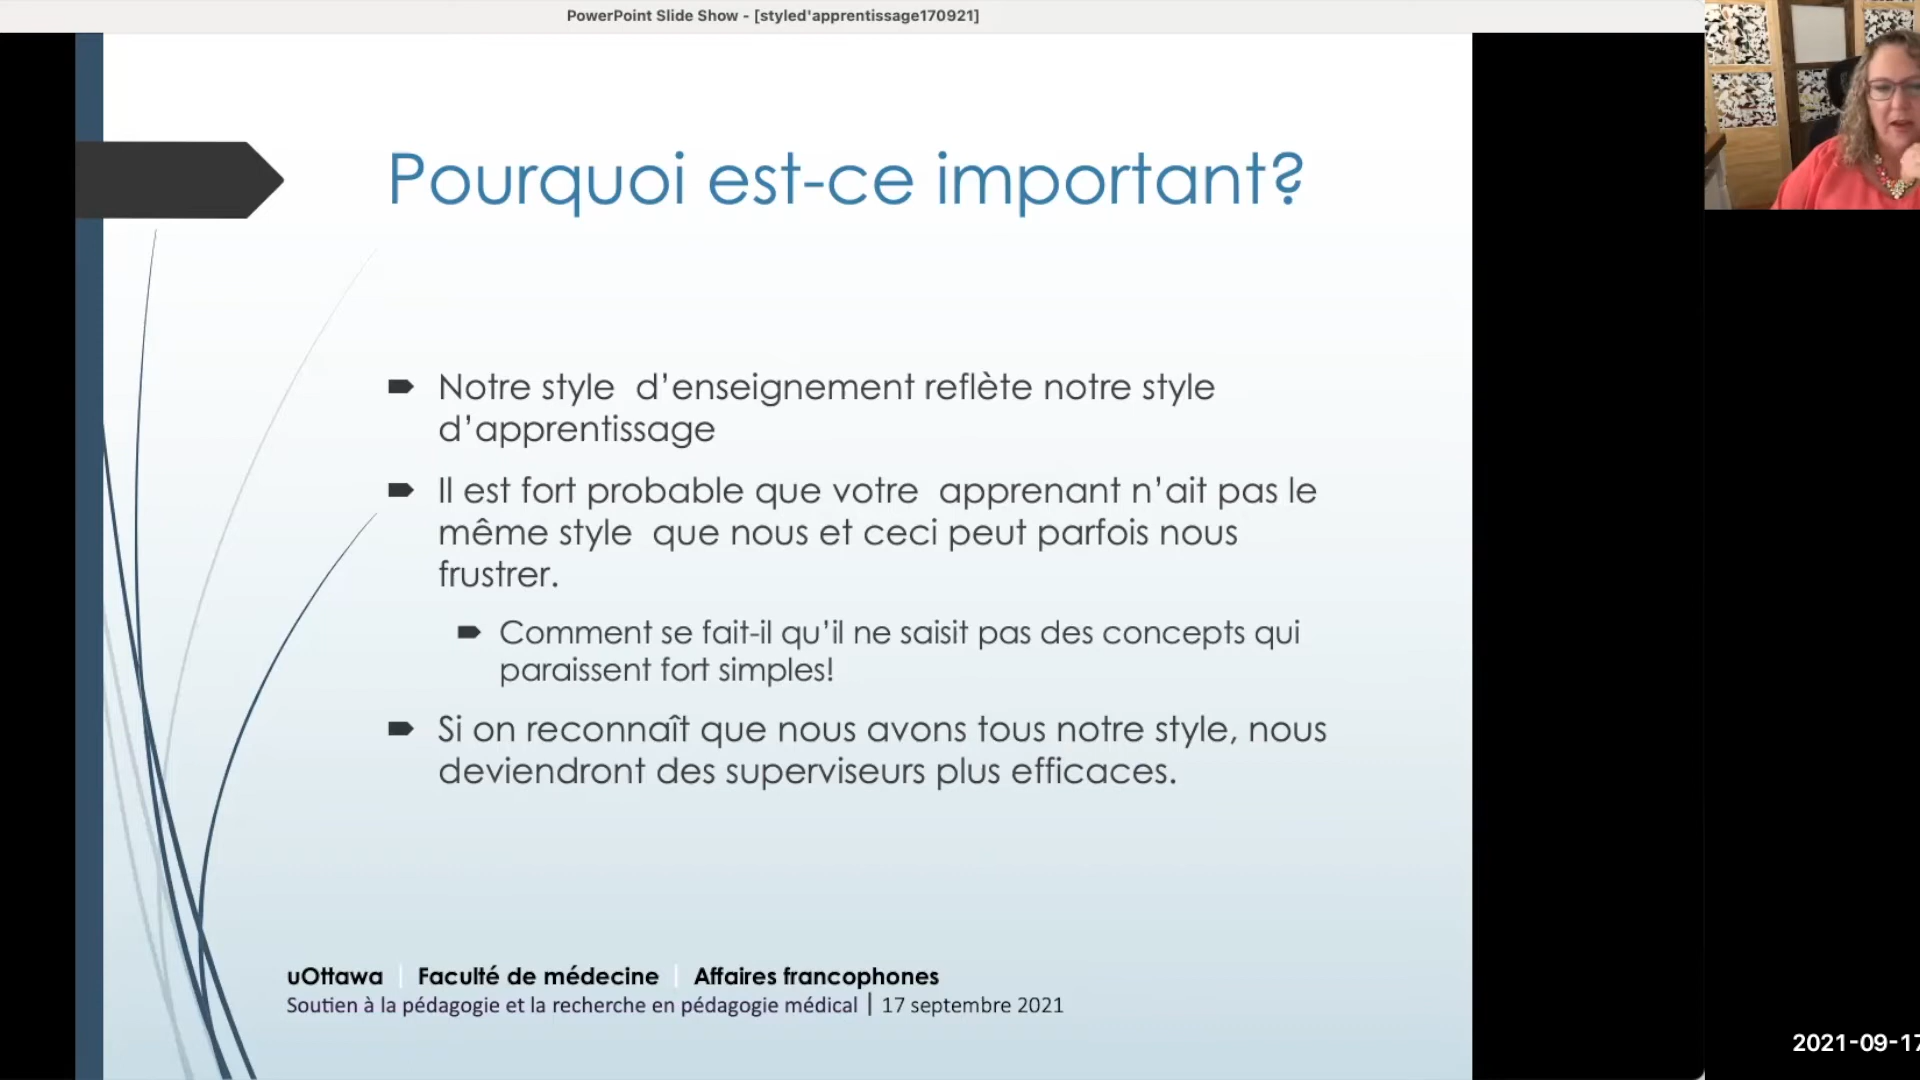 PowerPoint Slide Show - [styled'apprentissage170921]
Pourquoi est-ce important?
Notre style d’enseignement reflète notre style
d’apprentissage
Il est fort probable que votre apprenant n’ait pas le
même style que nous et ceci peut parfois nous
frustrer.
Comment se fait-il qu’il ne saisit pas des concepts qui
paraissent fort simples!
Si on reconnaît que nous avons tous notre style, nous
deviendront des superviseurs plus efficaces.
uOttawa | Faculté de médecine | Affaires francophones
Soutien à la pédagogie et la recherche en pédagogie médical | 17 septembre 2021
2021-09-17